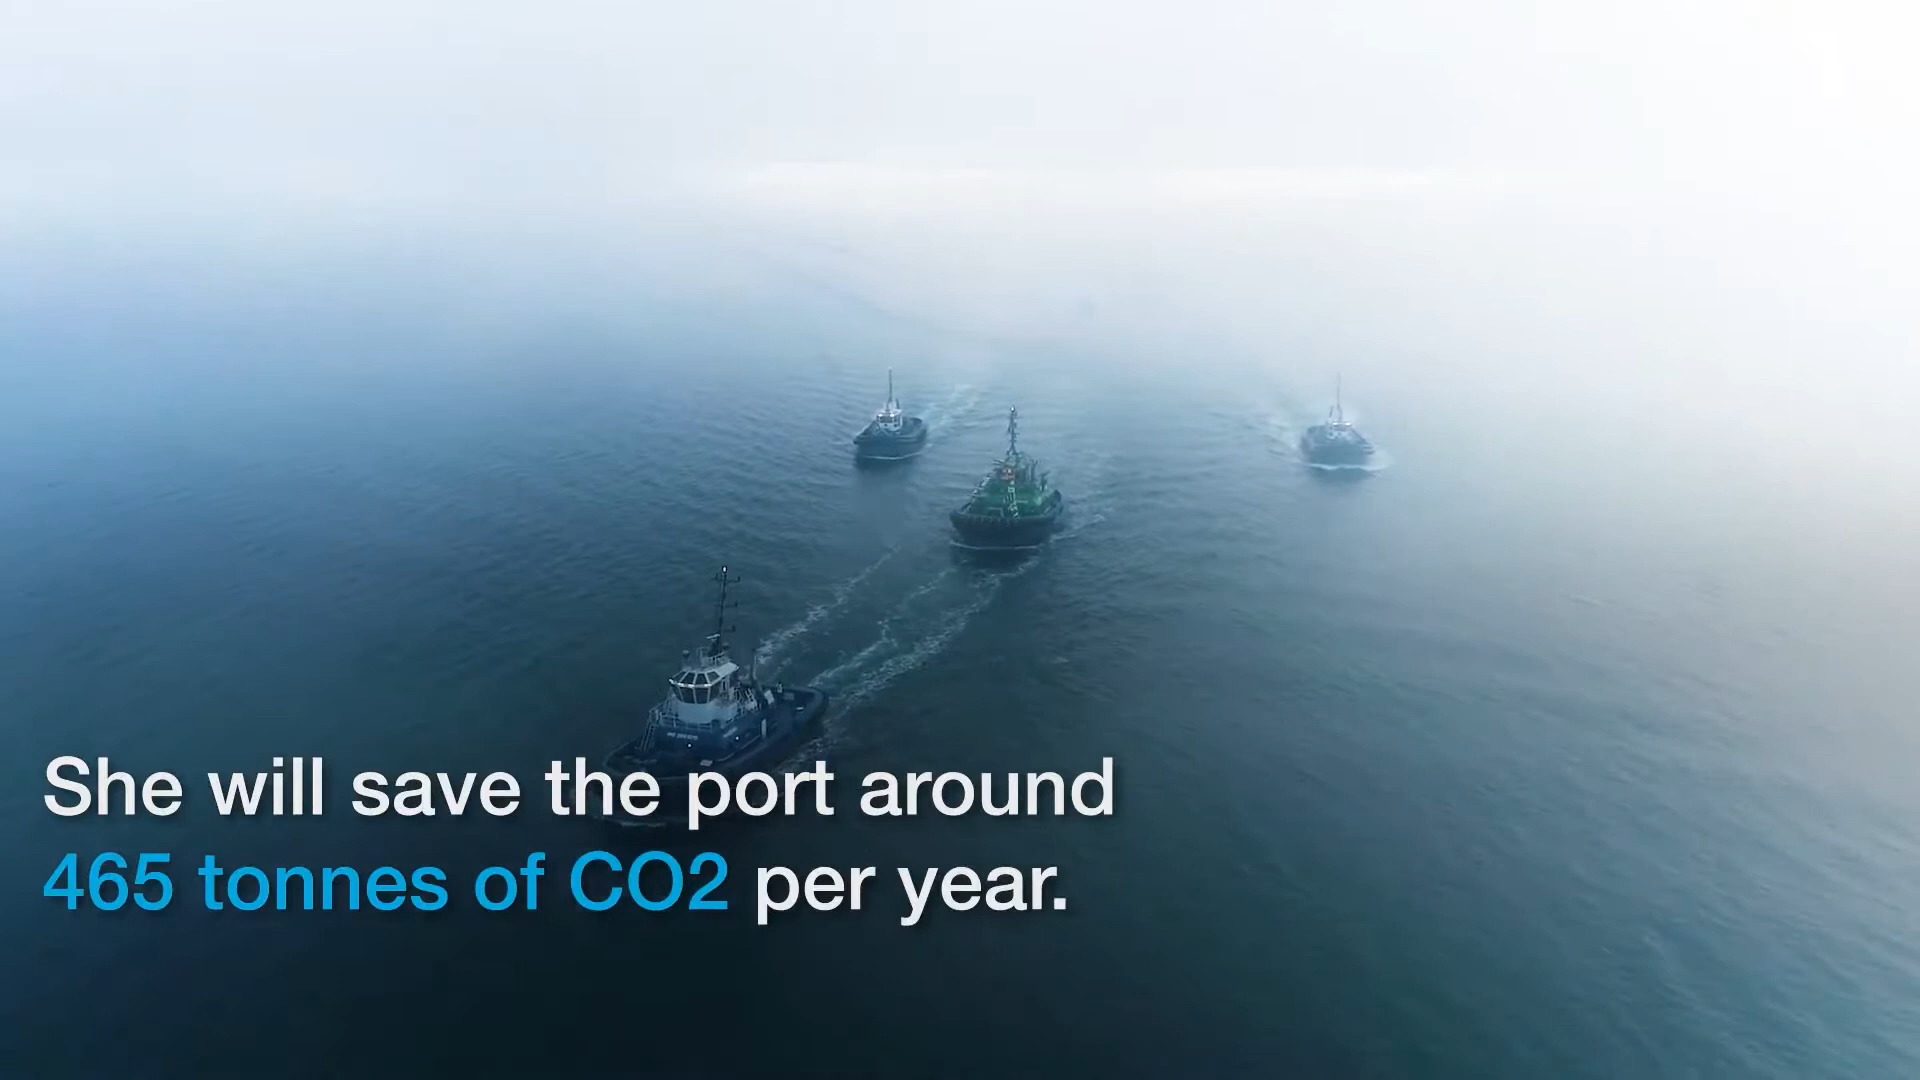 She will save the port around
465 tonnes of CO2 per year.